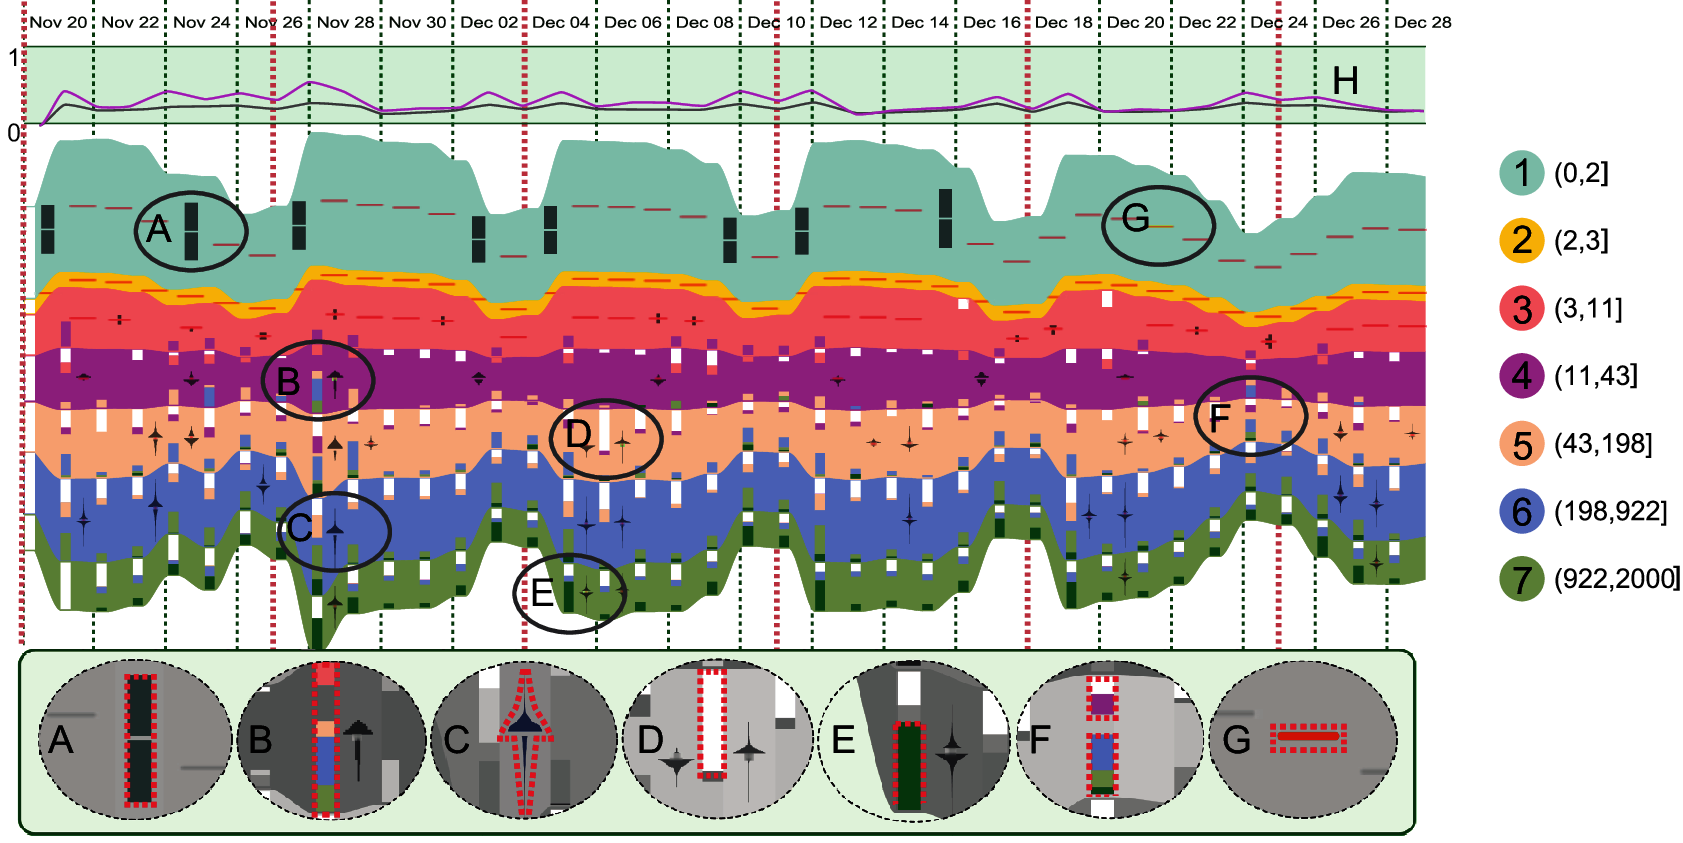 Nov 20 Nov 22 Nov 24 Nov 26 Nov 28 Nov 30 Dec 02 Dec 04 Dec 06 Dec 08 Dec 10 Dec 12 Dec 14 Dec 16 Dec 18 Dec 20 Dec 22 Dec 24 Dec 26 Dec 28
1
H
0
1 (0,2]
A
G
2 (2,3]
3 (3,11]
B
4 (11,43]
F
D
5 (43,198]
C
6 (198,922]
E
7 (922,2000]
A B C D E F G